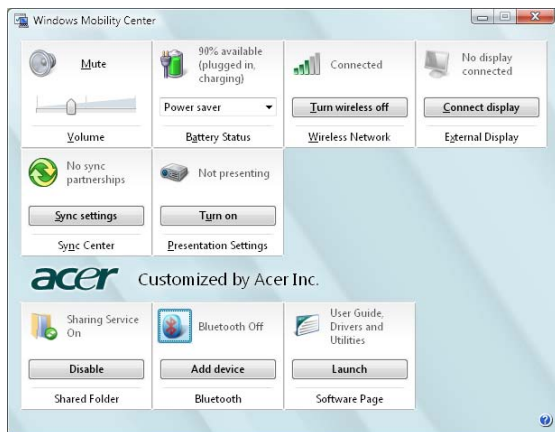 Windows Mobility Center
Mute
Volume
90% available
(plugged in,
charging)
Power saver
Battery Status
Connected
Turn wireless off
Wireless Network
No display
connected
Connect display
External Display
No sync
partnerships
Sync settings
Sync Center
Not presenting
Turn on
Presentation Settings
acer Customized by Acer Inc.
Sharing Service
On
Disable
Shared Folder
Bluetooth Off
Add device
Bluetooth
User Guide,
Drivers and
Utilities
Launch
Software Page